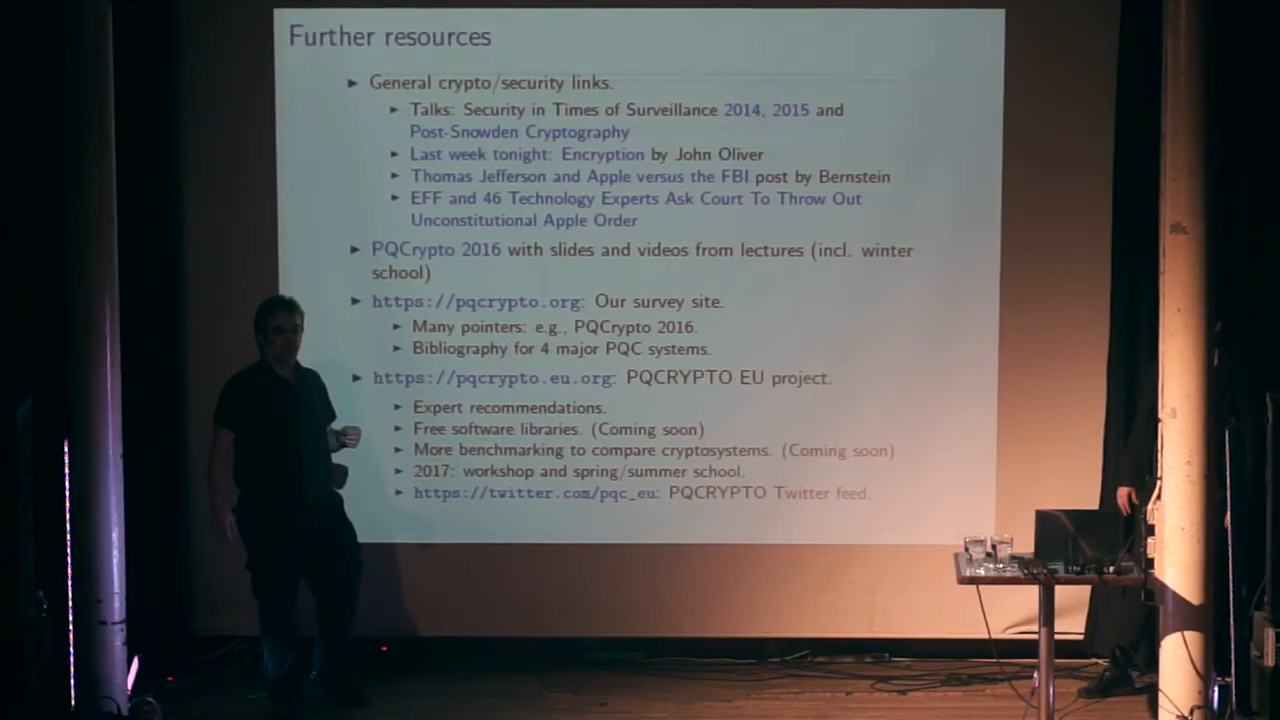 Further resources
► General crypto/security links.
► Talks: Security in Times of Surveillance 2014, 2015 and
Post-Snowden Cryptography
► Last week tonight: Encryption by John Oliver
► Thomas Jefferson and Apple versus the FBI post by Bernstein
► EFF and 46 Technology Experts Ask Court To Throw Out
Unconstitutional Apple Order
► PQCrypto 2016 with slides and videos from lectures (incl. winter
school)
► https://pqcrypto.org: Our survey site.
► Many pointers: e.g., PQCrypto 2016.
► Bibliography for 4 major PQC systems.
► https://pqcrypto.eu.org: PQCRYPTO EU project.
► Expert recommendations.
► Free software libraries. (Coming soon)
► More benchmarking to compare cryptosystems. (Coming soon)
► 2017: workshop and spring/summer school.
► https://twitter.com/pqc_eu: PQCRYPTO Twitter feed.